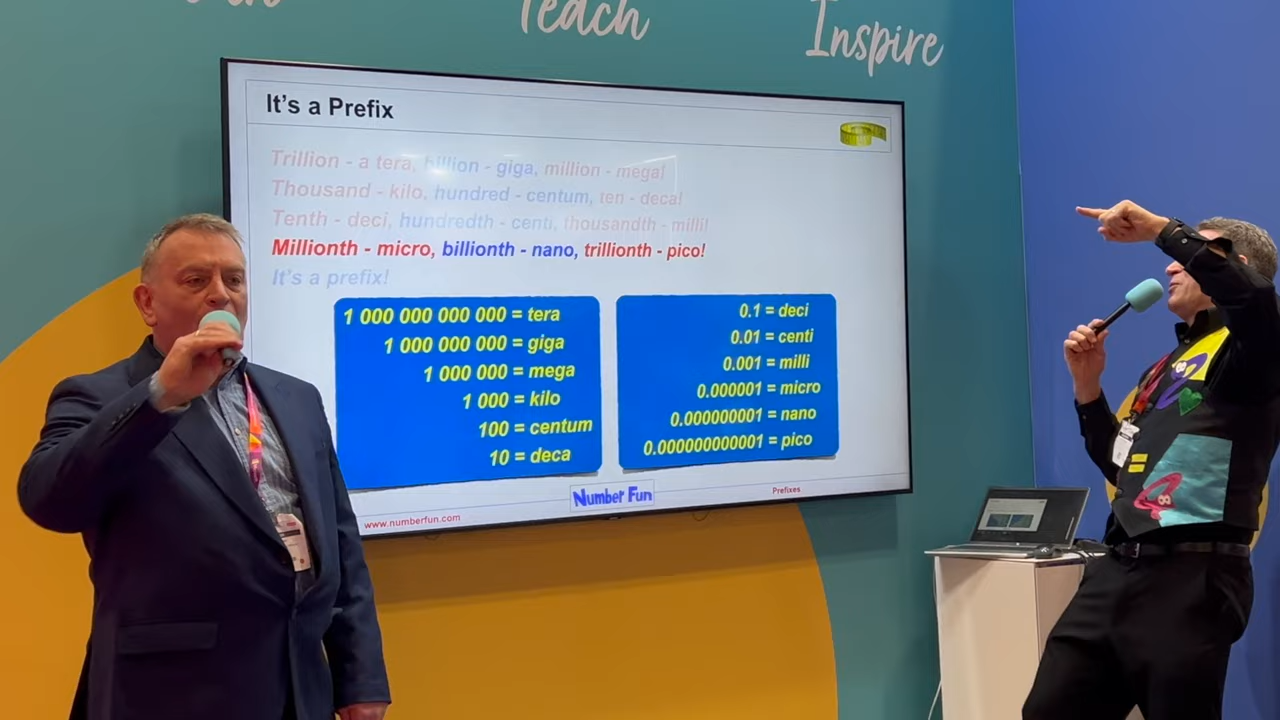 Teach
Inspire
It's a Prefix
Trillion - a tera, billion - giga, million - mega!
Thousand - kilo, hundred - centum, ten - deca!
Tenth - deci, hundredth - centi, thousandth - milli!
Millionth - micro, billionth - nano, trillionth - pico!
It's a prefix!
1 000 000 000 000 = tera
1 000 000 000 = giga
1 000 000 = mega
1 000 = kilo
100 = centum
10 = deca
0.1 = deci
0.01 = centi
0.001 = milli
0.000001 = micro
0.000000001 = nano
0.000000000001 = pico
www.numberfun.com
Number Fun
Prefixes